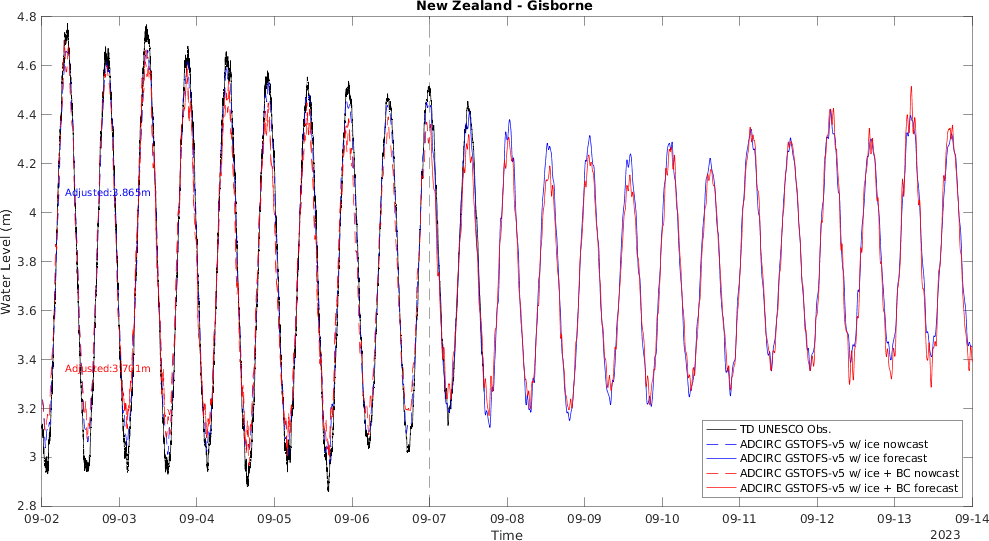 New Zealand - Gisborne
4.8
4.6
4.4
4.2
4
3.8
3.6
3.4
3.2
3
2.8
Water Level (m)
Adjusted:3.865m
Adjusted:3.701m
TD UNESCO Obs.
ADCIRC GSTOFS-v5 w/ ice nowcast
ADCIRC GSTOFS-v5 w/ ice forecast
ADCIRC GSTOFS-v5 w/ ice + BC nowcast
ADCIRC GSTOFS-v5 w/ ice + BC forecast
09-02 09-03 09-04 09-05 09-06 09-07 09-08 09-09 09-10 09-11 09-12 09-13 09-14
Time
2023